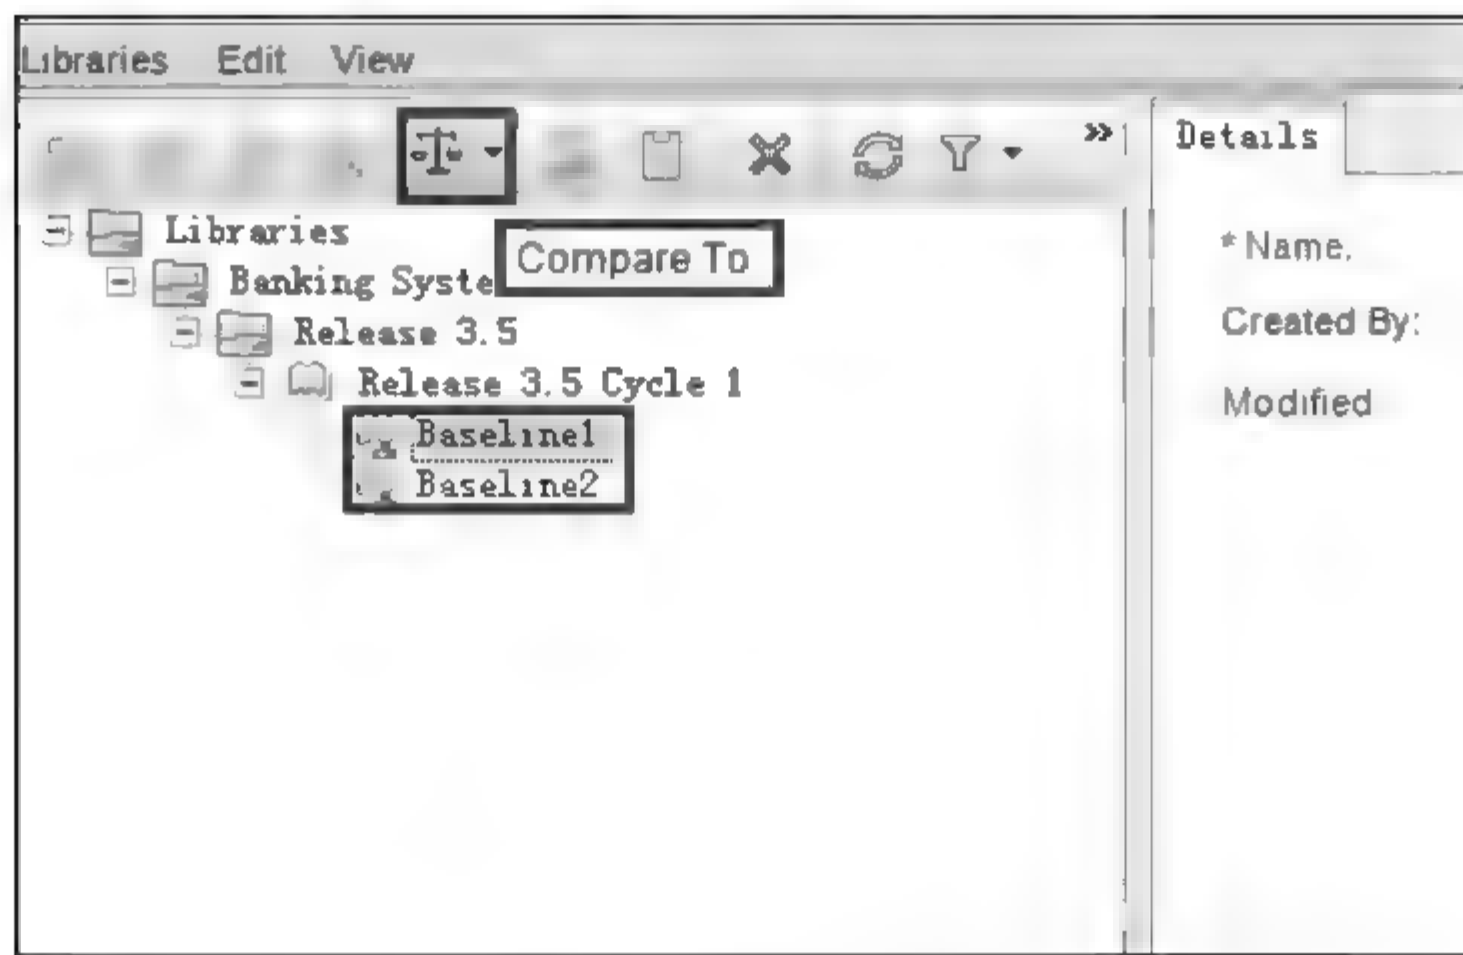 Libraries Edit View
Details
Libraries
Compare To
Banking Syste
Release 3.5
Release 3.5 Cycle 1
Baseline1
Baseline2
* Name.
Created By:
Modified